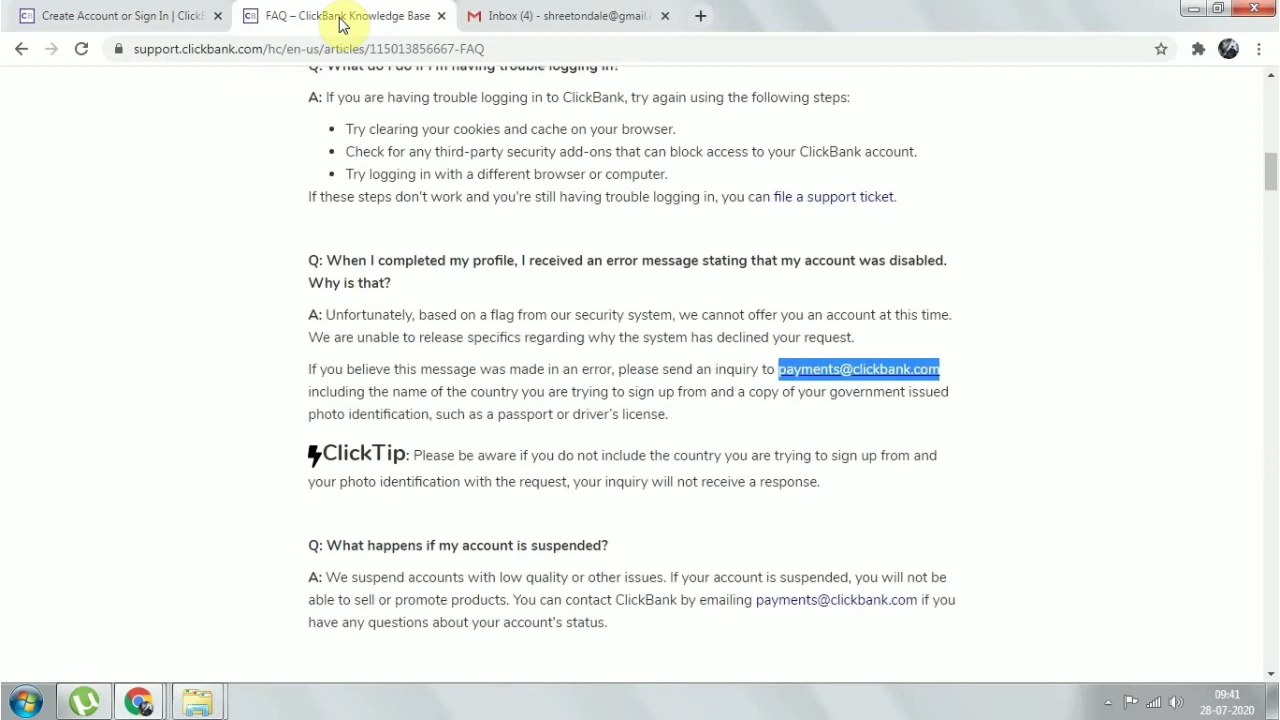 Create Account or Sign In | ClickB
FAQ – ClickBank Knowledge Base
Inbox (4) - shreetondale@gmail.
support.clickbank.com/hc/en-us/articles/115013856667-FAQ
Q: What do I do if I'm having trouble logging in?
A: If you are having trouble logging in to ClickBank, try again using the following steps:
Try clearing your cookies and cache on your browser.
Check for any third-party security add-ons that can block access to your ClickBank account.
Try logging in with a different browser or computer.
If these steps don't work and you're still having trouble logging in, you can file a support ticket.
Q: When I completed my profile, I received an error message stating that my account was disabled.
Why is that?
A: Unfortunately, based on a flag from our security system, we cannot offer you an account at this time.
We are unable to release specifics regarding why the system has declined your request.
If you believe this message was made in an error, please send an inquiry to payments@clickbank.com
including the name of the country you are trying to sign up from and a copy of your government issued
photo identification, such as a passport or driver's license.
ClickTip: Please be aware if you do not include the country you are trying to sign up from and
your photo identification with the request, your inquiry will not receive a response.
Q: What happens if my account is suspended?
A: We suspend accounts with low quality or other issues. If your account is suspended, you will not be
able to sell or promote products. You can contact ClickBank by emailing payments@clickbank.com if you
have any questions about your account's status.
09:41
28-07-2020